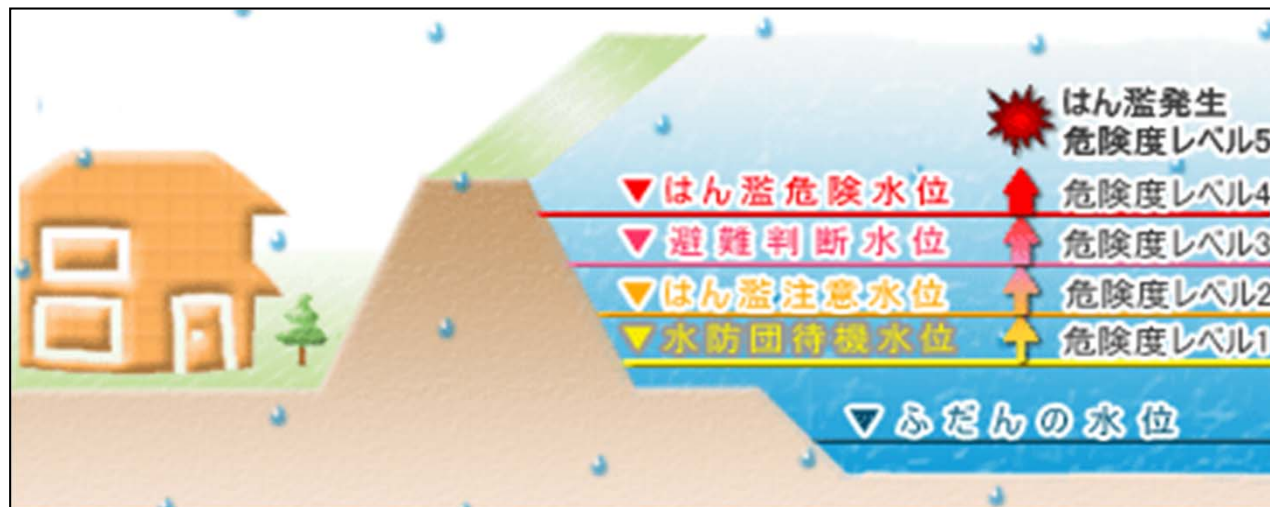 はん濫発生
危険度レベル5
▼はん濫危険水位 危険度レベル4
▼避難判断水位 危険度レベル3
▼はん濫注意水位 危険度レベル2
▼水防団待機水位 危険度レベル1
▼ふだんの水位